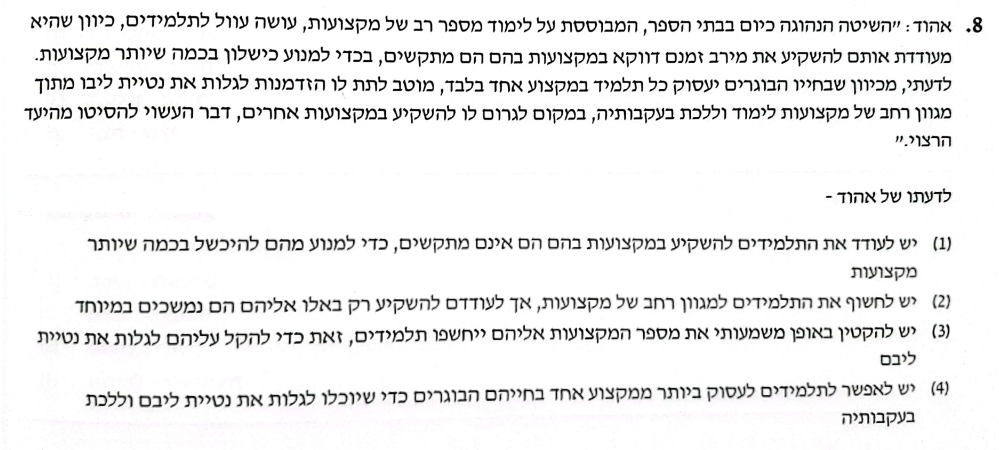 8. אהוד: "השיטה הנהוגה כיום בבתי הספר, המבוססת על לימוד מספר רב של מקצועות, עושה עוול לתלמידים, כיוון שהיא
מעודדת אותם להשקיע את מירב זמנם דווקא במקצועות בהם הם מתקשים, בכדי למנוע כישלון בכמה שיותר מקצועות.
לדעתי, מכיוון שבחייו הבוגרים יעסוק כל תלמיד במקצוע אחד בלבד, מוטב לתת לו הזדמנות לגלות את נטיית ליבו מתוך
מגוון רחב של מקצועות לימוד וללכת בעקבותיה, במקום לגרום לו להשקיע במקצועות אחרים, דבר העשוי להסיטו מהיעד
הרצוי."
לדעתו של אהוד -
(1) יש לעודד את התלמידים להשקיע במקצועות בהם הם אינם מתקשים, כדי למנוע מהם להיכשל בכמה שיותר
מקצועות
(2) יש לחשוף את התלמידים למגוון רחב של מקצועות, אך לעודדם להשקיע רק באלו אליהם הם נמשכים במיוחד
(3) יש להקטין באופן משמעותי את מספר המקצועות אליהם ייחשפו תלמידים, זאת כדי להקל עליהם לגלות את נטיית
ליבם
(4) יש לאפשר לתלמידים לעסוק ביותר ממקצוע אחד בחייהם הבוגרים כדי שיוכלו לגלות את נטיית ליבם וללכת
בעקבותיה